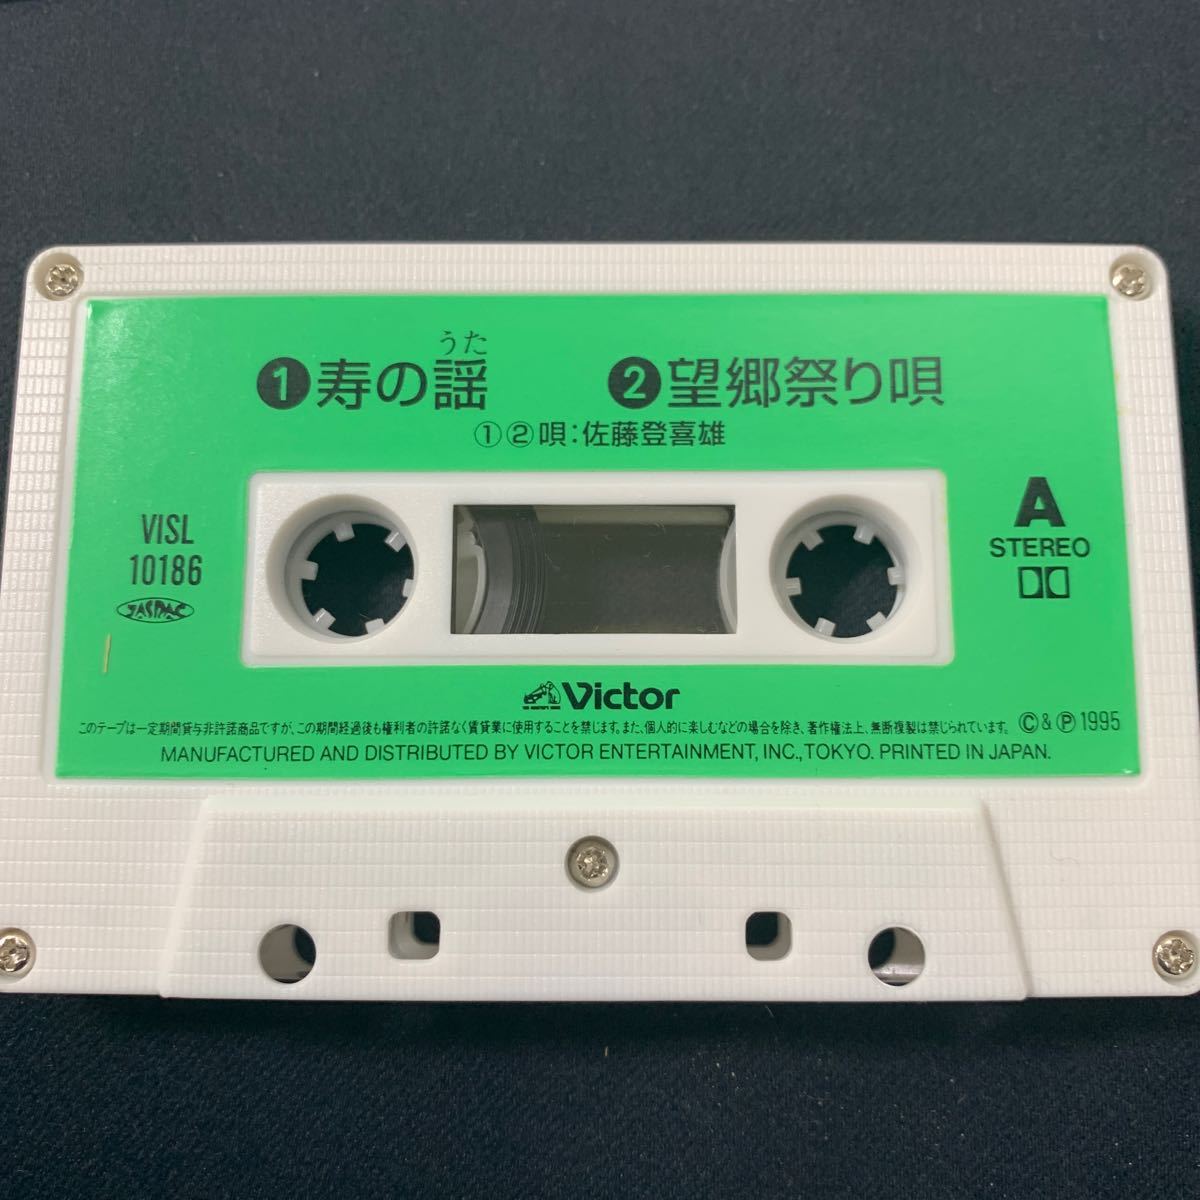 うた
❶寿の謡 ❷望郷祭り唄
①②唄：佐藤登喜雄
VISL
10186
JASRAC
A
STEREO
Victor
このテープは一定期間貸与非許諾商品ですが、この期間経過後も権利者の許諾なく賃貸業に使用することを禁じます。また、個人的に楽しむなどの場合を除き、著作権法上、無断複製は禁じられています。 Ⓒ&Ⓟ1995
MANUFACTURED AND DISTRIBUTED BY VICTOR ENTERTAINMENT, INC., TOKYO. PRINTED IN JAPAN.